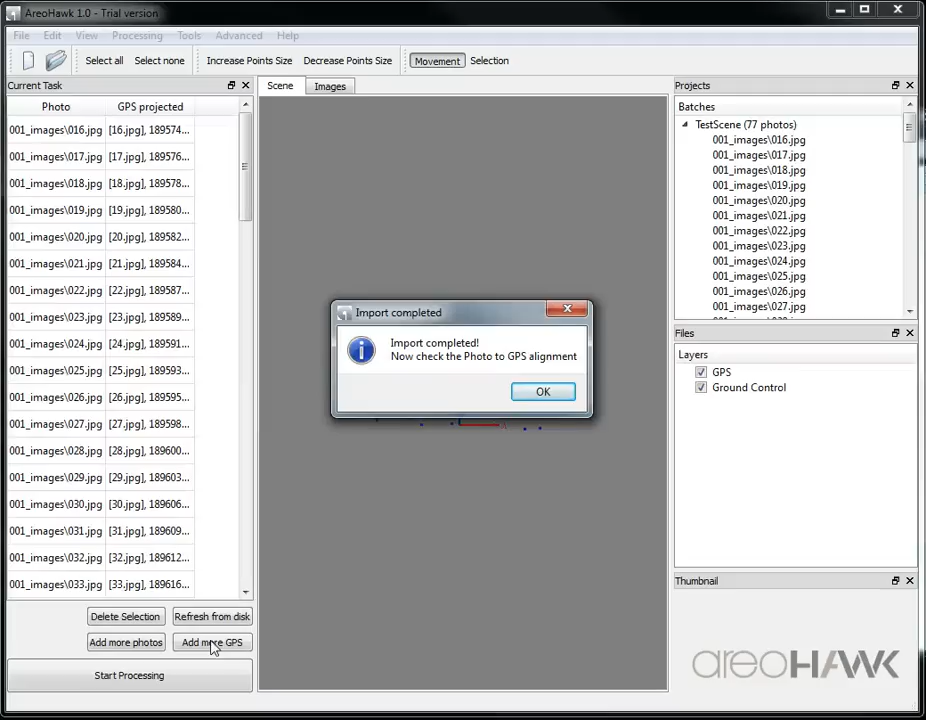 AreoHawk 1.0 - Trial version
File Edit View Processing Tools Advanced Help
Select all Select none Increase Points Size Decrease Points Size Movement Selection
Current Task
Photo GPS projected
001_images\016.jpg [16.jpg], 189574...
001_images\017.jpg [17.jpg], 189576...
001_images\018.jpg [18.jpg], 189578...
001_images\019.jpg [19.jpg], 189580...
001_images\020.jpg [20.jpg], 189582...
001_images\021.jpg [21.jpg], 189584...
001_images\022.jpg [22.jpg], 189587...
001_images\023.jpg [23.jpg], 189589...
001_images\024.jpg [24.jpg], 189591...
001_images\025.jpg [25.jpg], 189593...
001_images\026.jpg [26.jpg], 189595...
001_images\027.jpg [27.jpg], 189598...
001_images\028.jpg [28.jpg], 189600...
001_images\029.jpg [29.jpg], 189603...
001_images\030.jpg [30.jpg], 189606...
001_images\031.jpg [31.jpg], 189609...
001_images\032.jpg [32.jpg], 189612...
001_images\033.jpg [33.jpg], 189616...
Delete Selection Refresh from disk
Add more photos Add more GPS
Start Processing
Scene Images
Import completed
Import completed!
Now check the Photo to GPS alignment
OK
Projects
Batches
TestScene (77 photos)
001_images\016.jpg
001_images\017.jpg
001_images\018.jpg
001_images\019.jpg
001_images\020.jpg
001_images\021.jpg
001_images\022.jpg
001_images\023.jpg
001_images\024.jpg
001_images\025.jpg
001_images\026.jpg
001_images\027.jpg
Files
Layers
GPS
Ground Control
Thumbnail
areoHAWK